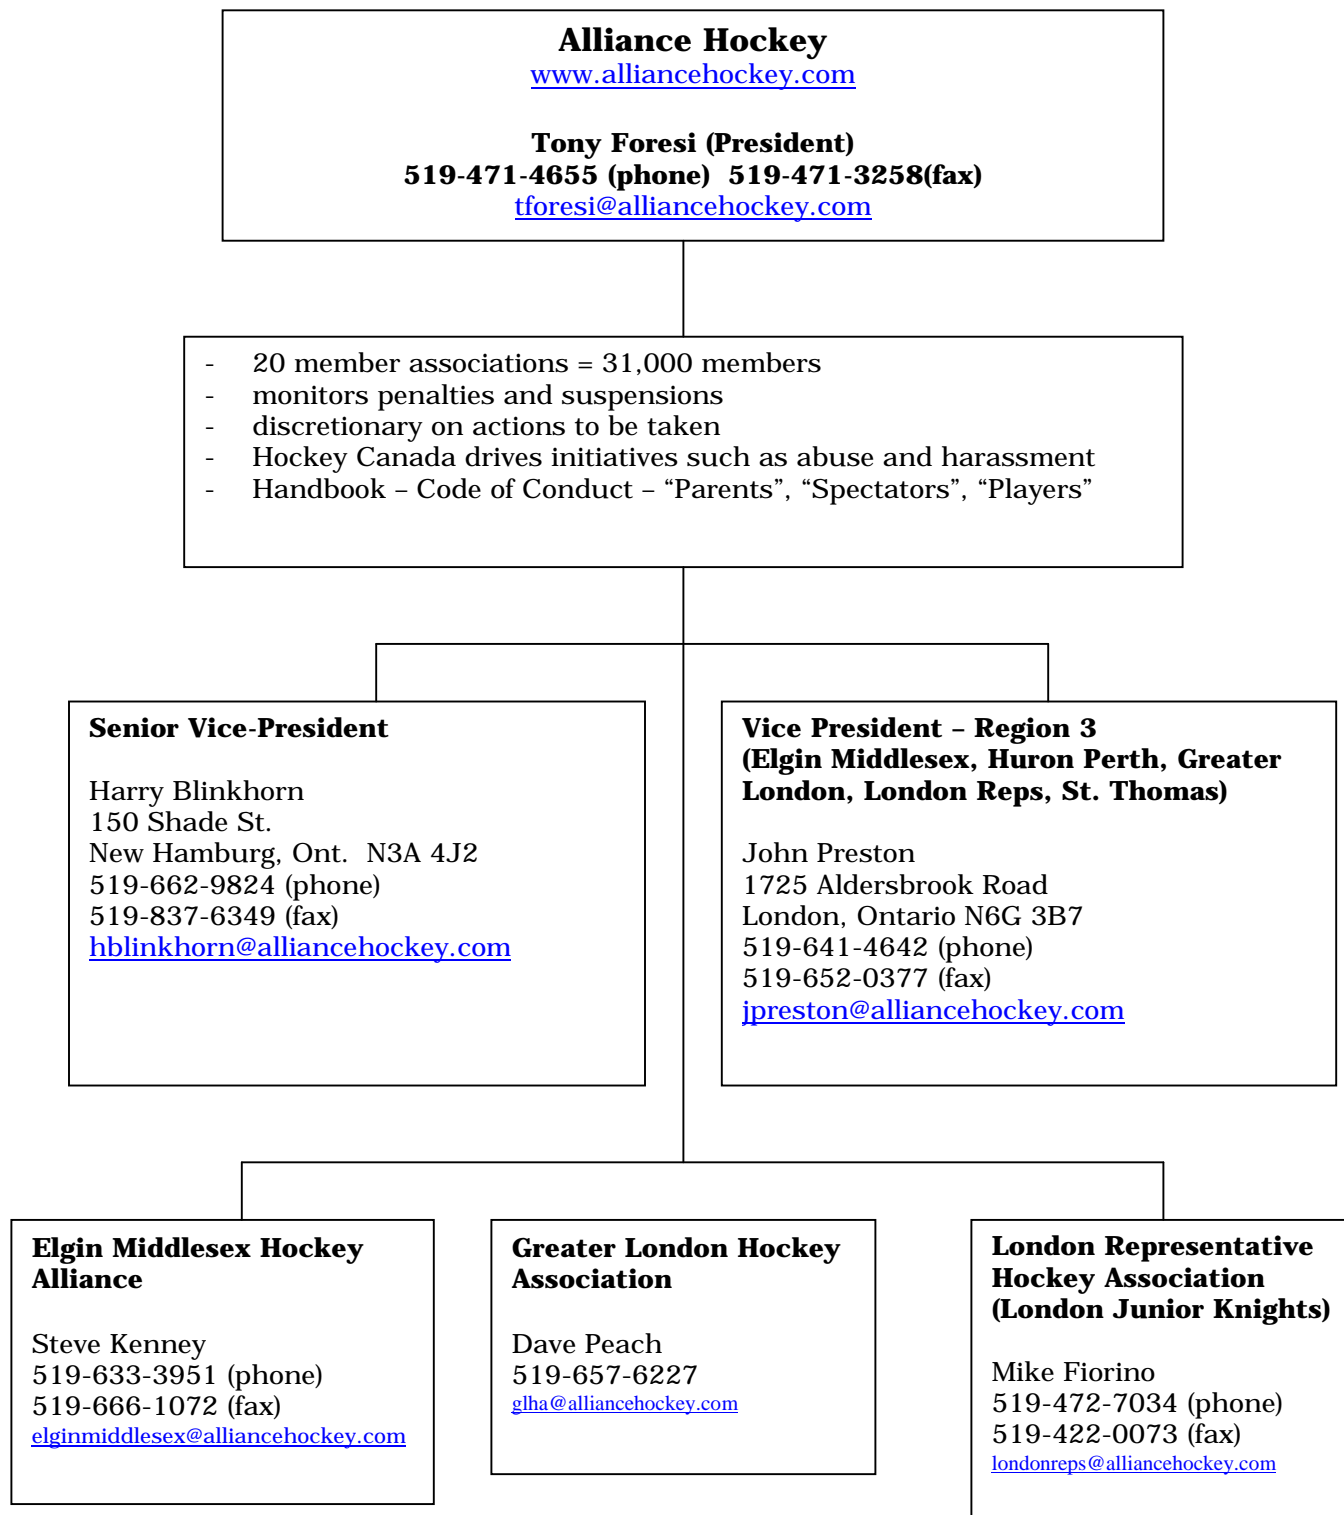 Alliance Hockey
www.alliancehockey.com
Tony Foresi (President)
519-471-4655 (phone)  519-471-3258(fax)
tforesi@alliancehockey.com
- 20 member associations = 31,000 members
- monitors penalties and suspensions
- discretionary on actions to be taken
- Hockey Canada drives initiatives such as abuse and harassment
- Handbook – Code of Conduct – “Parents”, “Spectators”, “Players”
Senior Vice-President
Harry Blinkhorn
150 Shade St.
New Hamburg, Ont.  N3A 4J2
519-662-9824 (phone)
519-837-6349 (fax)
hblinkhorn@alliancehockey.com
Vice President – Region 3
(Elgin Middlesex, Huron Perth, Greater
London, London Reps, St. Thomas)
John Preston
1725 Aldersbrook Road
London, Ontario N6G 3B7
519-641-4642 (phone)
519-652-0377 (fax)
jpreston@alliancehockey.com
Elgin Middlesex Hockey
Alliance
Steve Kenney
519-633-3951 (phone)
519-666-1072 (fax)
elginmiddlesex@alliancehockey.com
Greater London Hockey
Association
Dave Peach
519-657-6227
glha@alliancehockey.com
London Representative
Hockey Association
(London Junior Knights)
Mike Fiorino
519-472-7034 (phone)
519-422-0073 (fax)
londonreps@alliancehockey.com